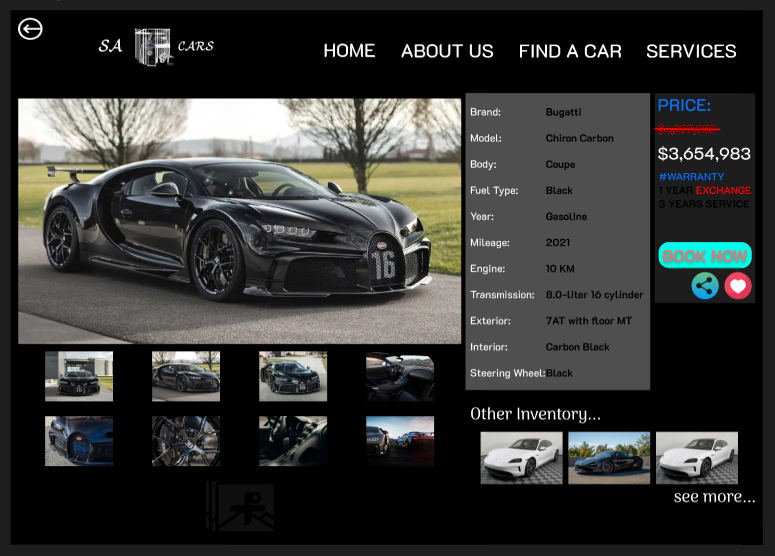 SA CARS
HOME ABOUT US FIND A CAR SERVICES
Brand: Bugatti
Model: Chiron Carbon
Body: Coupe
Fuel Type: Black
Year: Gasoline
Mileage: 2021
Engine: 10 KM
Transmission: 8.0-liter 16 cylinder
Exterior: 7AT with floor MT
Interior: Carbon Black
Steering Wheel: Black
PRICE:
$3,654,983
#WARRANTY
1 YEAR EXCHANGE
3 YEARS SERVICE
BOOK NOW
16
Other Inventory...
see more...